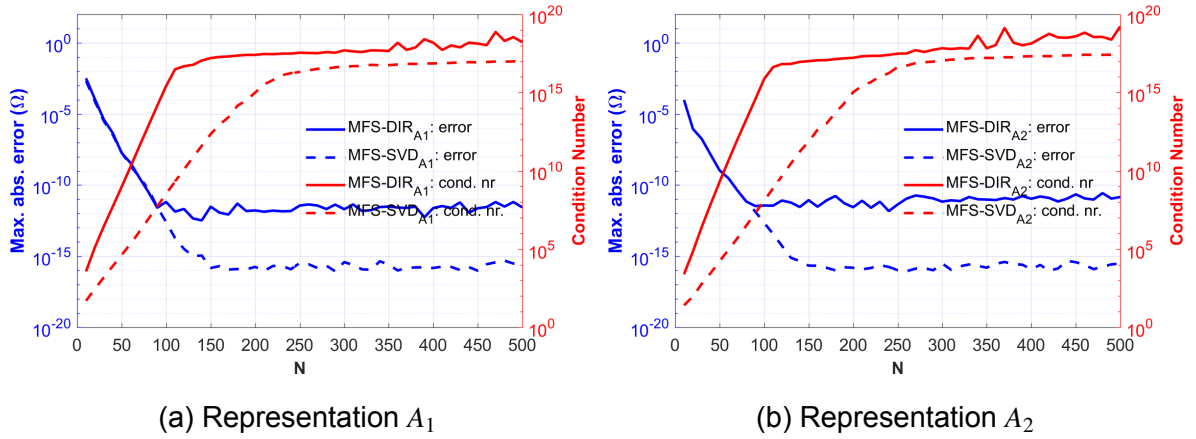 10^0
10^-5
10^-10
10^-15
10^-20
Max. abs. error (Ω)
0 50 100 150 200 250 300 350 400 450 500
N
10^20
10^15
10^10
10^5
10^0
Condition Number
MFS-DIR_A1: error
MFS-SVD_A1: error
MFS-DIR_A1: cond. nr
MFS-SVD_A1: cond. nr.
(a) Representation A_1
10^0
10^-5
10^-10
10^-15
10^-20
Max. abs. error (Ω)
0 50 100 150 200 250 300 350 400 450 500
N
10^20
10^15
10^10
10^5
10^0
Condition Number
MFS-DIR_A2: error
MFS-SVD_A2: error
MFS-DIR_A2: cond. nr
MFS-SVD_A2: cond. nr.
(b) Representation A_2